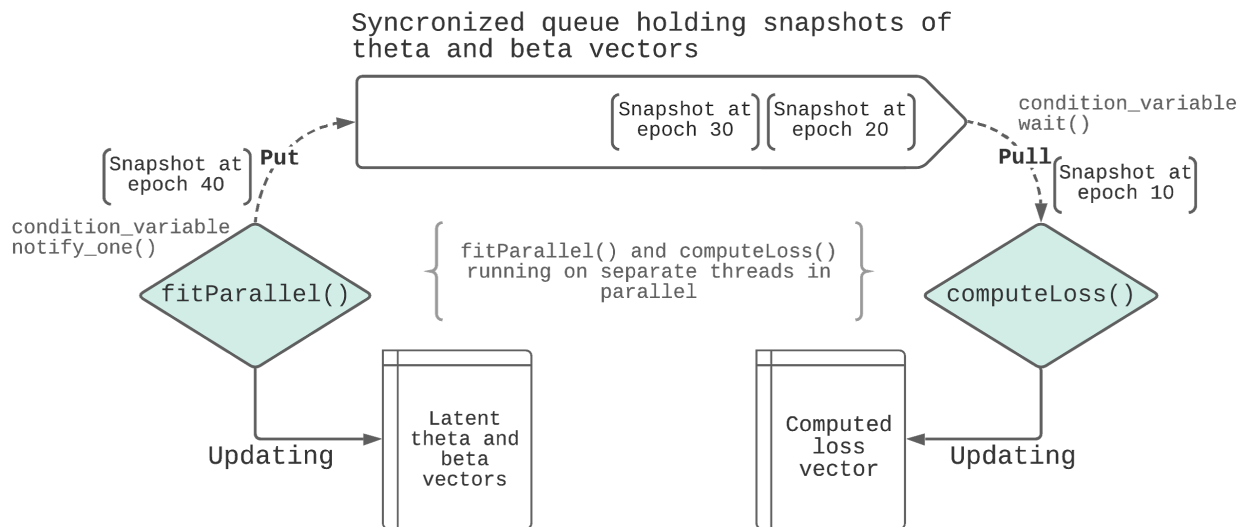 Syncronized queue holding snapshots of
theta and beta vectors
Snapshot at
epoch 30
Snapshot at
epoch 20
condition_variable
wait()
Put
Pull
Snapshot at
epoch 40
Snapshot at
epoch 10
condition_variable
notify_one()
fitParallel() and computeLoss()
running on separate threads in
parallel
fitParallel()
computeLoss()
Latent
theta and
beta
vectors
Computed
loss
vector
Updating
Updating